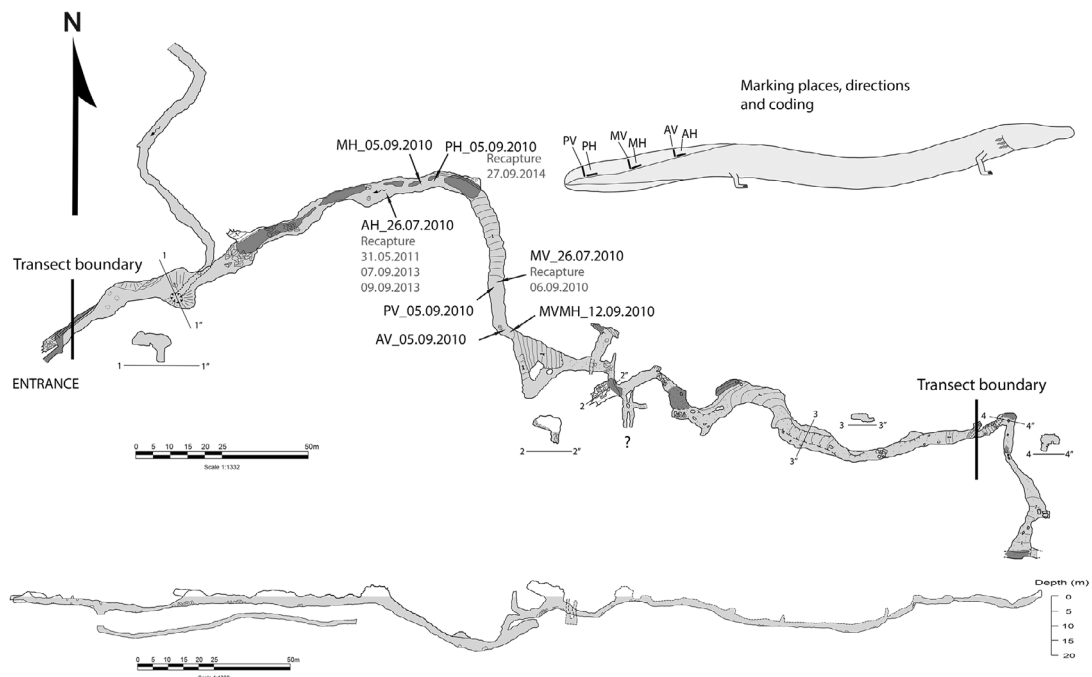 N
Marking places, directions
and coding
PV
PH
MV
MH
AV
AH
MH_05.09.2010
PH_05.09.2010
Recapture
27.09.2014
AH_26.07.2010
Recapture
31.05.2011
07.09.2013
09.09.2013
MV_26.07.2010
Recapture
06.09.2010
PV_05.09.2010
MVMH_12.09.2010
AV_05.09.2010
Transect boundary
1
1"
1 1"
ENTRANCE
2"
2
2 2"
?
3
3"
3 3"
Transect boundary
4
4"
4 4"
0 5 10 15 20 25 50m
Scale 1:1332
Depth (m)
0
5
10
15
20
0 5 10 15 20 25 50m